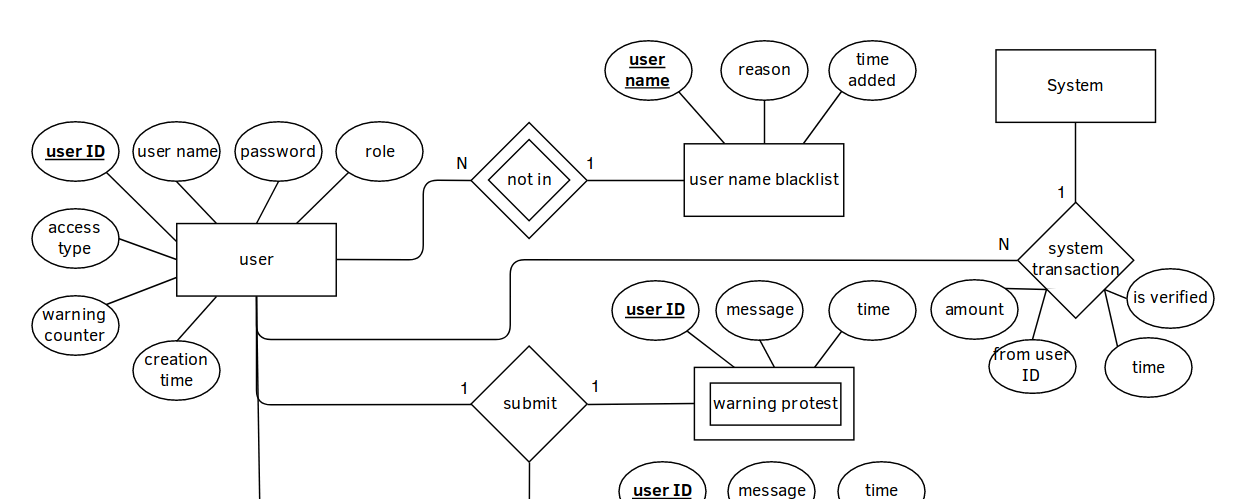 user
name
reason
time
added
System
user ID
user name
password
role
N
not in
1
user name blacklist
1
access
type
user
N
system
transaction
warning
counter
user ID
message
time
amount
is verified
creation
time
from user
ID
time
1
submit
1
warning protest
user ID
message
time